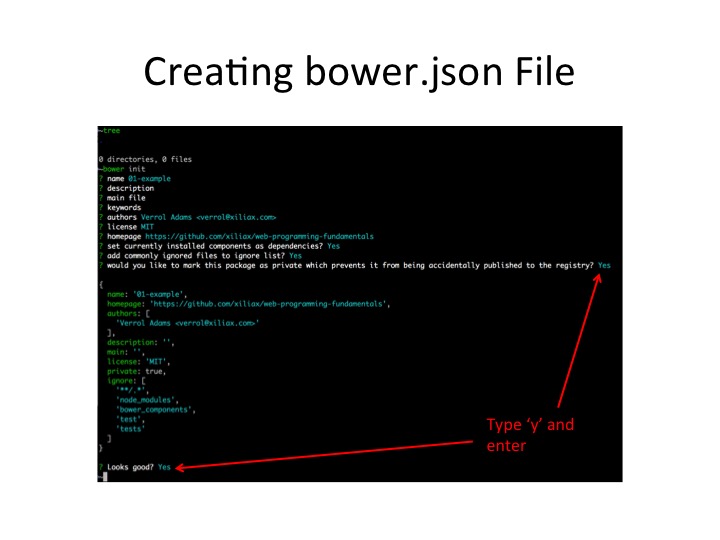 Creating bower.json File
~tree
0 directories, 0 files
~bower init
? name 01-example
? description
? main file
? keywords
? authors Verrol Adams <verrol@xiliax.com>
? license MIT
? homepage https://github.com/xiliax/web-programming-fundamentals
? set currently installed components as dependencies? Yes
? add commonly ignored files to ignore list? Yes
? would you like to mark this package as private which prevents it from being accidentally published to the registry? Yes
{
name: '01-example',
homepage: 'https://github.com/xiliax/web-programming-fundamentals',
authors: [
'Verrol Adams <verrol@xiliax.com>'
],
description: '',
main: '',
license: 'MIT',
private: true,
ignore: [
'**/.*',
'node_modules',
'bower_components',
'test',
'tests'
]
}
Type ‘y’ and
enter
? Looks good? Yes
~